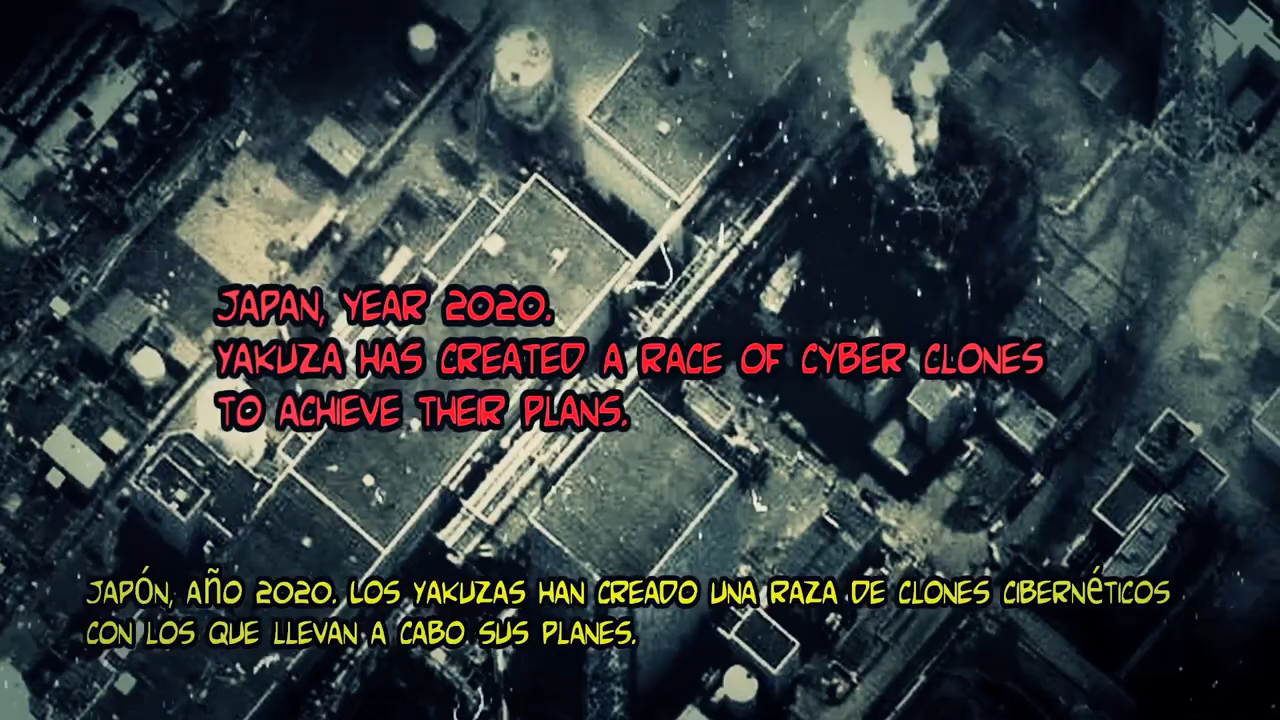 JAPAN, YEAR 2020.
YAKUZA HAS CREATED A RACE OF CYBER CLONES
TO ACHIEVE THEIR PLANS.
JAPÓN, AÑO 2020. LOS YAKUZAS HAN CREADO UNA RAZA DE CLONES CIBERNÉTICOS
CON LOS QUE LLEVAN A CABO SUS PLANES.